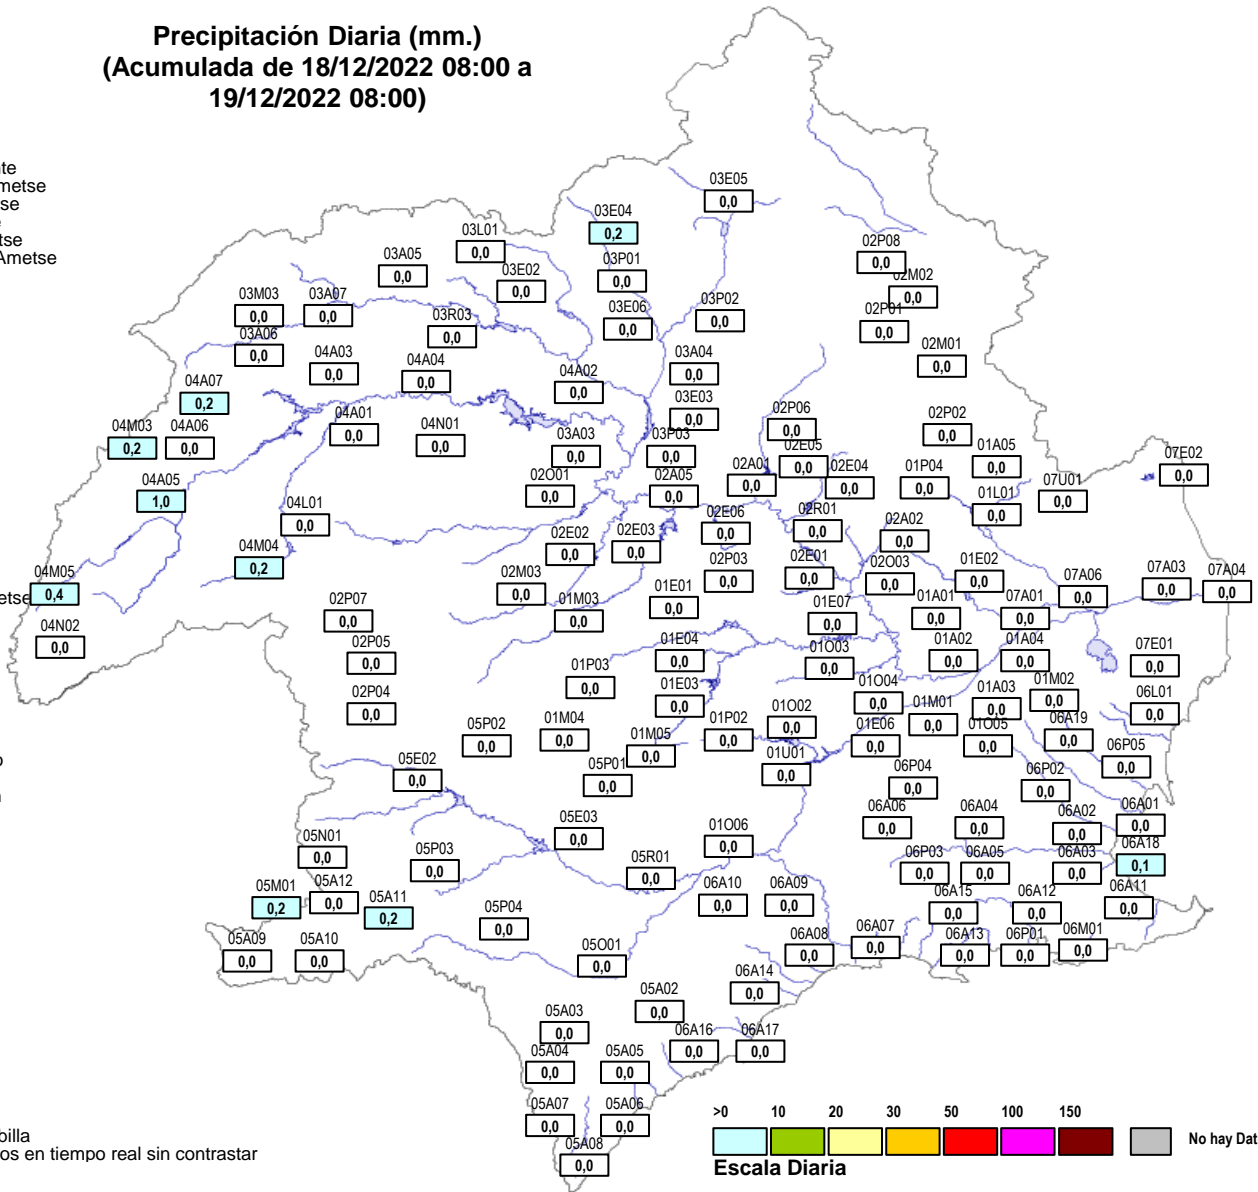 Precipitación Diaria (mm.)
(Acumulada de 18/12/2022 08:00 a
19/12/2022 08:00)
03E05
0,0
03E04
0,2
03L01
0,0
03A05
0,0
03E02
0,0
03P01
0,0
02P08
0,0
02M02
0,0
03M03
0,0
03A07
0,0
03R03
0,0
03E06
0,0
03P02
0,0
02P01
0,0
03A06
0,0
04A03
0,0
04A04
0,0
04A02
0,0
03A04
0,0
02M01
0,0
04A07
0,2
03E03
0,0
04M03
0,2
04A06
0,0
04A01
0,0
04N01
0,0
03A03
0,0
03P03
0,0
02P06
0,0
02P02
0,0
02E05
0,0
01A05
0,0
07E02
0,0
04A05
1,0
02O01
0,0
02A05
0,0
02A01
0,0
02E04
0,0
01P04
0,0
07U01
0,0
01L01
0,0
04L01
0,0
02E06
0,0
02R01
0,0
02A02
0,0
04M04
0,2
02E02
0,0
02E03
0,0
04M05
0,4
02M03
0,0
02P03
0,0
02E01
0,0
02O03
0,0
01E02
0,0
07A06
0,0
07A03
0,0
07A04
0,0
02P07
0,0
01M03
0,0
01E01
0,0
01E07
0,0
01A01
0,0
07A01
0,0
04N02
0,0
02P05
0,0
01E04
0,0
01O03
0,0
01A02
0,0
01A04
0,0
07E01
0,0
02P04
0,0
01P03
0,0
01E03
0,0
01O04
0,0
01A03
0,0
01M02
0,0
06L01
0,0
05P02
0,0
01M04
0,0
01M05
0,0
01P02
0,0
01O02
0,0
01E06
0,0
01M01
0,0
01O05
0,0
06A19
0,0
05E02
0,0
05P01
0,0
01U01
0,0
06P04
0,0
06P02
0,0
06P05
0,0
05E03
0,0
01O06
0,0
06A06
0,0
06A04
0,0
06A02
0,0
06A01
0,0
05N01
0,0
05P03
0,0
05R01
0,0
06P03
0,0
06A05
0,0
06A03
0,0
06A18
0,1
05M01
0,2
05A12
0,0
05A11
0,2
05P04
0,0
06A10
0,0
06A09
0,0
06A15
0,0
06A12
0,0
06A11
0,0
05A09
0,0
05A10
0,0
05O01
0,0
06A08
0,0
06A07
0,0
06A13
0,0
06P01
0,0
06M01
0,0
06A14
0,0
05A02
0,0
05A03
0,0
06A16
0,0
06A17
0,0
05A04
0,0
05A05
0,0
05A07
0,0
05A06
0,0
05A08
0,0
os en tiempo real sin contrastar
>0 10 20 30 50 100 150
No hay Dat
Escala Diaria